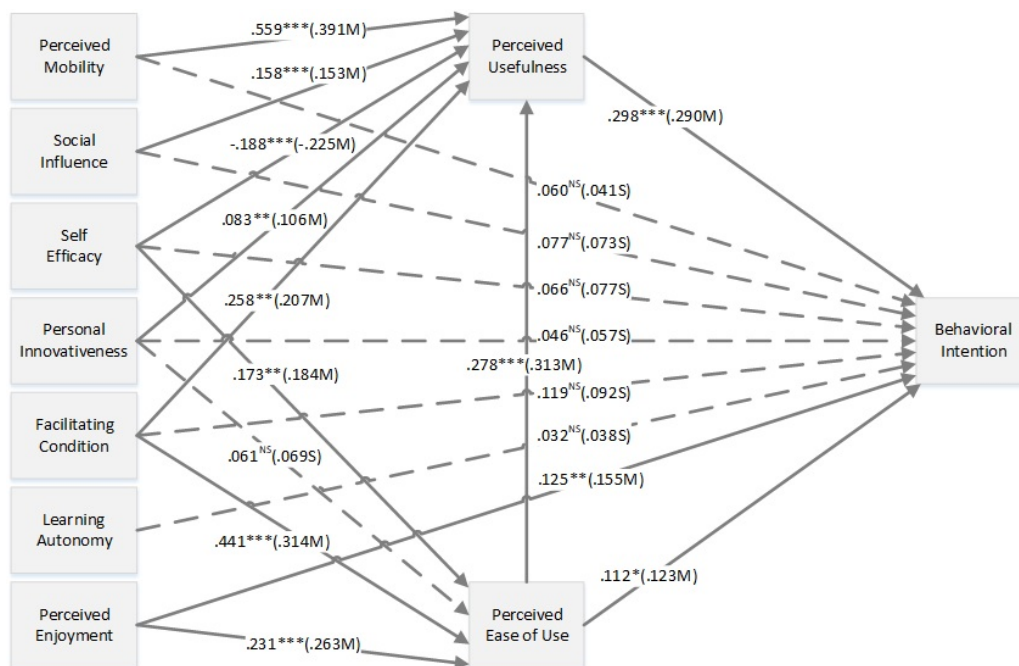 Perceived
Mobility
Social
Influence
Self
Efficacy
Personal
Innovativeness
Facilitating
Condition
Learning
Autonomy
Perceived
Enjoyment
.559***(.391M)
.158***(.153M)
-.188***(-.225M)
.083**(.106M)
.258**(.207M)
.173**(.184M)
.061NS(.069S)
.441***(.314M)
.231***(.263M)
Perceived
Usefulness
.298***(.290M)
.060NS(.041S)
.077NS(.073S)
.066NS(.077S)
.046NS(.057S)
.278***(.313M)
.119NS(.092S)
.032NS(.038S)
.125**(.155M)
.112*(.123M)
Perceived
Ease of Use
Behavioral
Intention